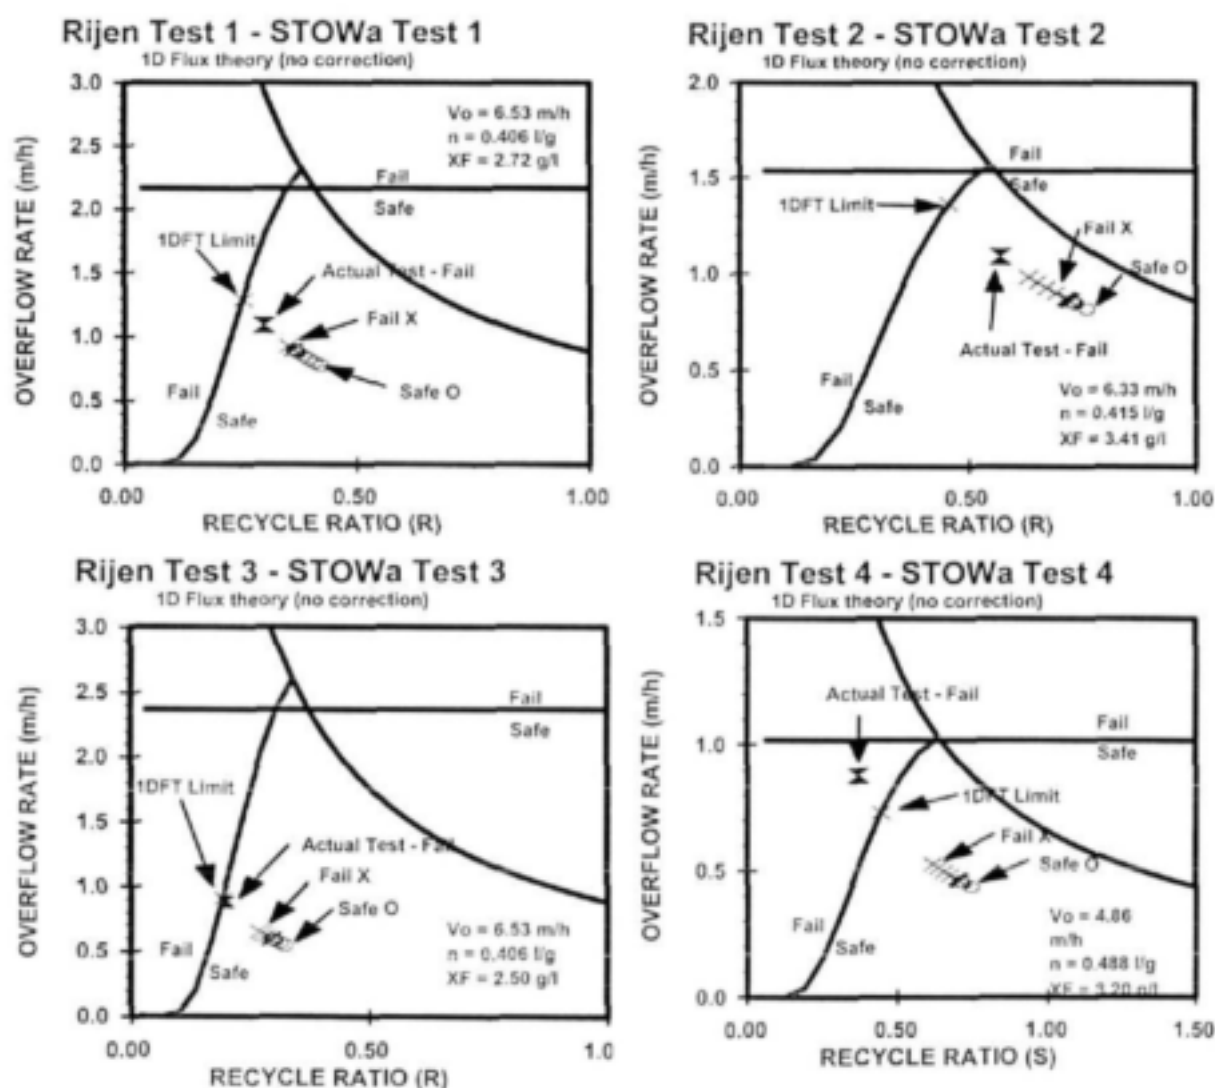 Rijen Test 1 - STOWa Test 1
1D Flux theory (no correction)
3.0
2.5
2.0
1.5
1.0
0.5
0.0
OVERFLOW RATE (m/h)
Vo = 6.53 m/h
n = 0.406 l/g
XF = 2.72 g/l
Fail
Safe
1DFT Limit
Actual Test - Fail
Fail X
Safe O
Fail
Safe
0.00
0.50
1.00
RECYCLE RATIO (R)
Rijen Test 2 - STOWa Test 2
1D Flux theory (no correction)
2.0
1.5
1.0
0.5
0.0
OVERFLOW RATE (m/h)
Fail
Safe
1DFT Limit
Fail X
Safe O
Actual Test - Fail
Fail
Safe
Vo = 6.33 m/h
n = 0.415 l/g
XF = 3.41 g/l
0.00
0.50
1.00
RECYCLE RATIO (R)
Rijen Test 3 - STOWa Test 3
1D Flux theory (no correction)
3.0
2.5
2.0
1.5
1.0
0.5
0.0
OVERFLOW RATE (m/h)
Fail
Safe
1DFT Limit
Actual Test - Fail
Fail X
Safe O
Fail
Safe
Vo = 6.53 m/h
n = 0.406 l/g
XF = 2.50 g/l
0.00
0.50
1.0
RECYCLE RATIO (R)
Rijen Test 4 - STOWa Test 4
1D Flux theory (no correction)
1.5
1.0
0.5
0.0
OVERFLOW RATE (m/h)
Actual Test - Fail
Fail
Safe
1DFT Limit
Fail X
Safe O
Fail
Safe
Vo = 4.86
m/h
n = 0.488 l/g
XF = 3.20 g/l
0.00
0.50
1.00
1.50
RECYCLE RATIO (S)